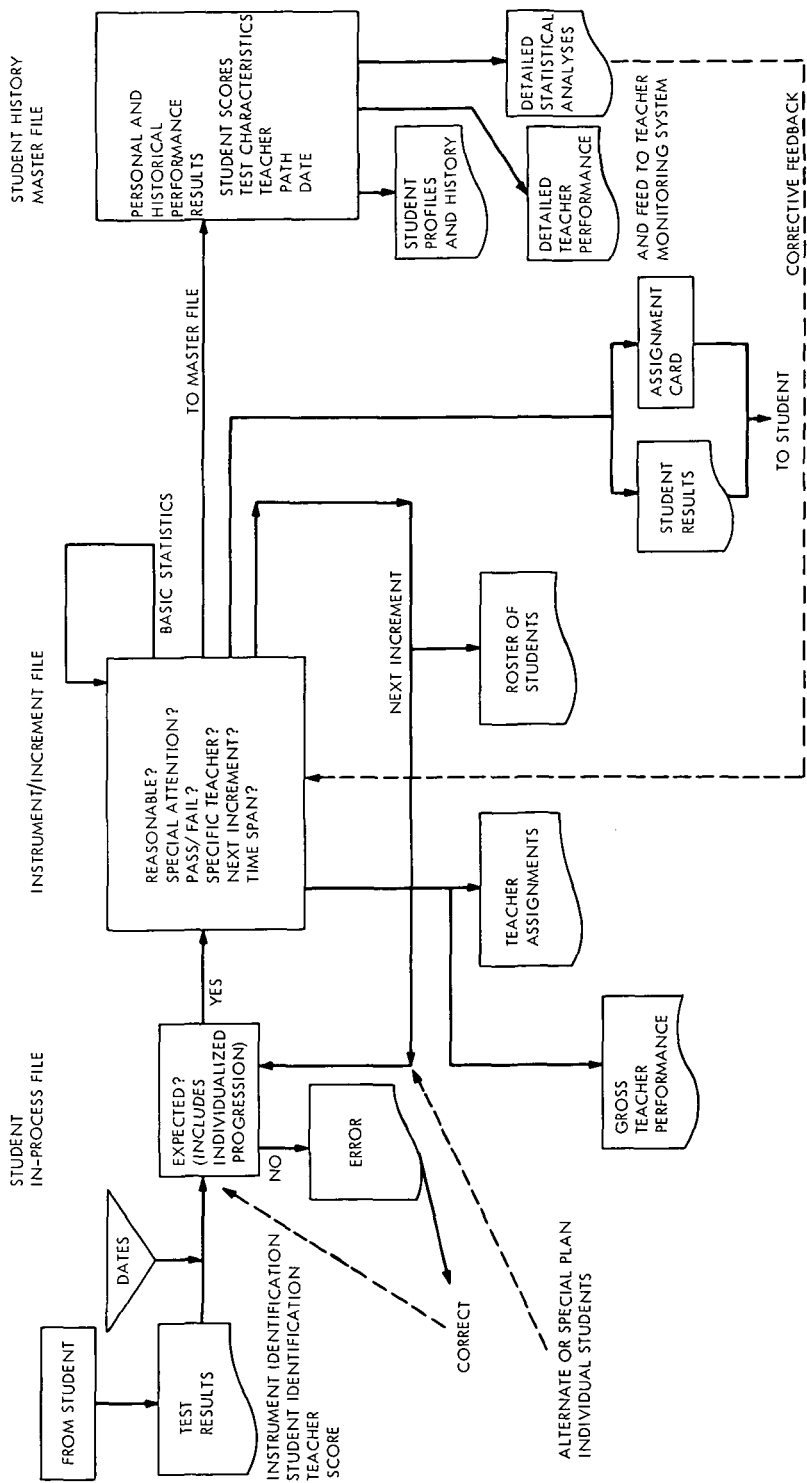 STUDENT
IN-PROCESS FILE
INSTRUMENT/INCREMENT FILE
STUDENT HISTORY
MASTER FILE
FROM STUDENT
DATES
TEST
RESULTS
INSTRUMENT IDENTIFICATION
STUDENT IDENTIFICATION
TEACHER
SCORE
EXPECTED?
(INCLUDES
INDIVIDUALIZED
PROGRESSION)
YES
NO
ERROR
CORRECT
ALTERNATE OR SPECIAL PLAN
INDIVIDUAL STUDENTS
REASONABLE?
SPECIAL ATTENTION?
PASS/FAIL?
SPECIFIC TEACHER?
NEXT INCREMENT?
TIME SPAN?
BASIC STATISTICS
TO MASTER FILE
NEXT INCREMENT
TEACHER
ASSIGNMENTS
GROSS
TEACHER
PERFORMANCE
ROSTER OF
STUDENTS
PERSONAL AND
HISTORICAL
PERFORMANCE
RESULTS
STUDENT SCORES
TEST CHARACTERISTICS
TEACHER
PATH
DATE
STUDENT
PROFILES
AND HISTORY
DETAILED
TEACHER
PERFORMANCE
DETAILED
STATISTICAL
ANALYSES
AND FEED TO TEACHER
MONITORING SYSTEM
STUDENT
RESULTS
ASSIGNMENT
CARD
TO STUDENT
CORRECTIVE FEEDBACK